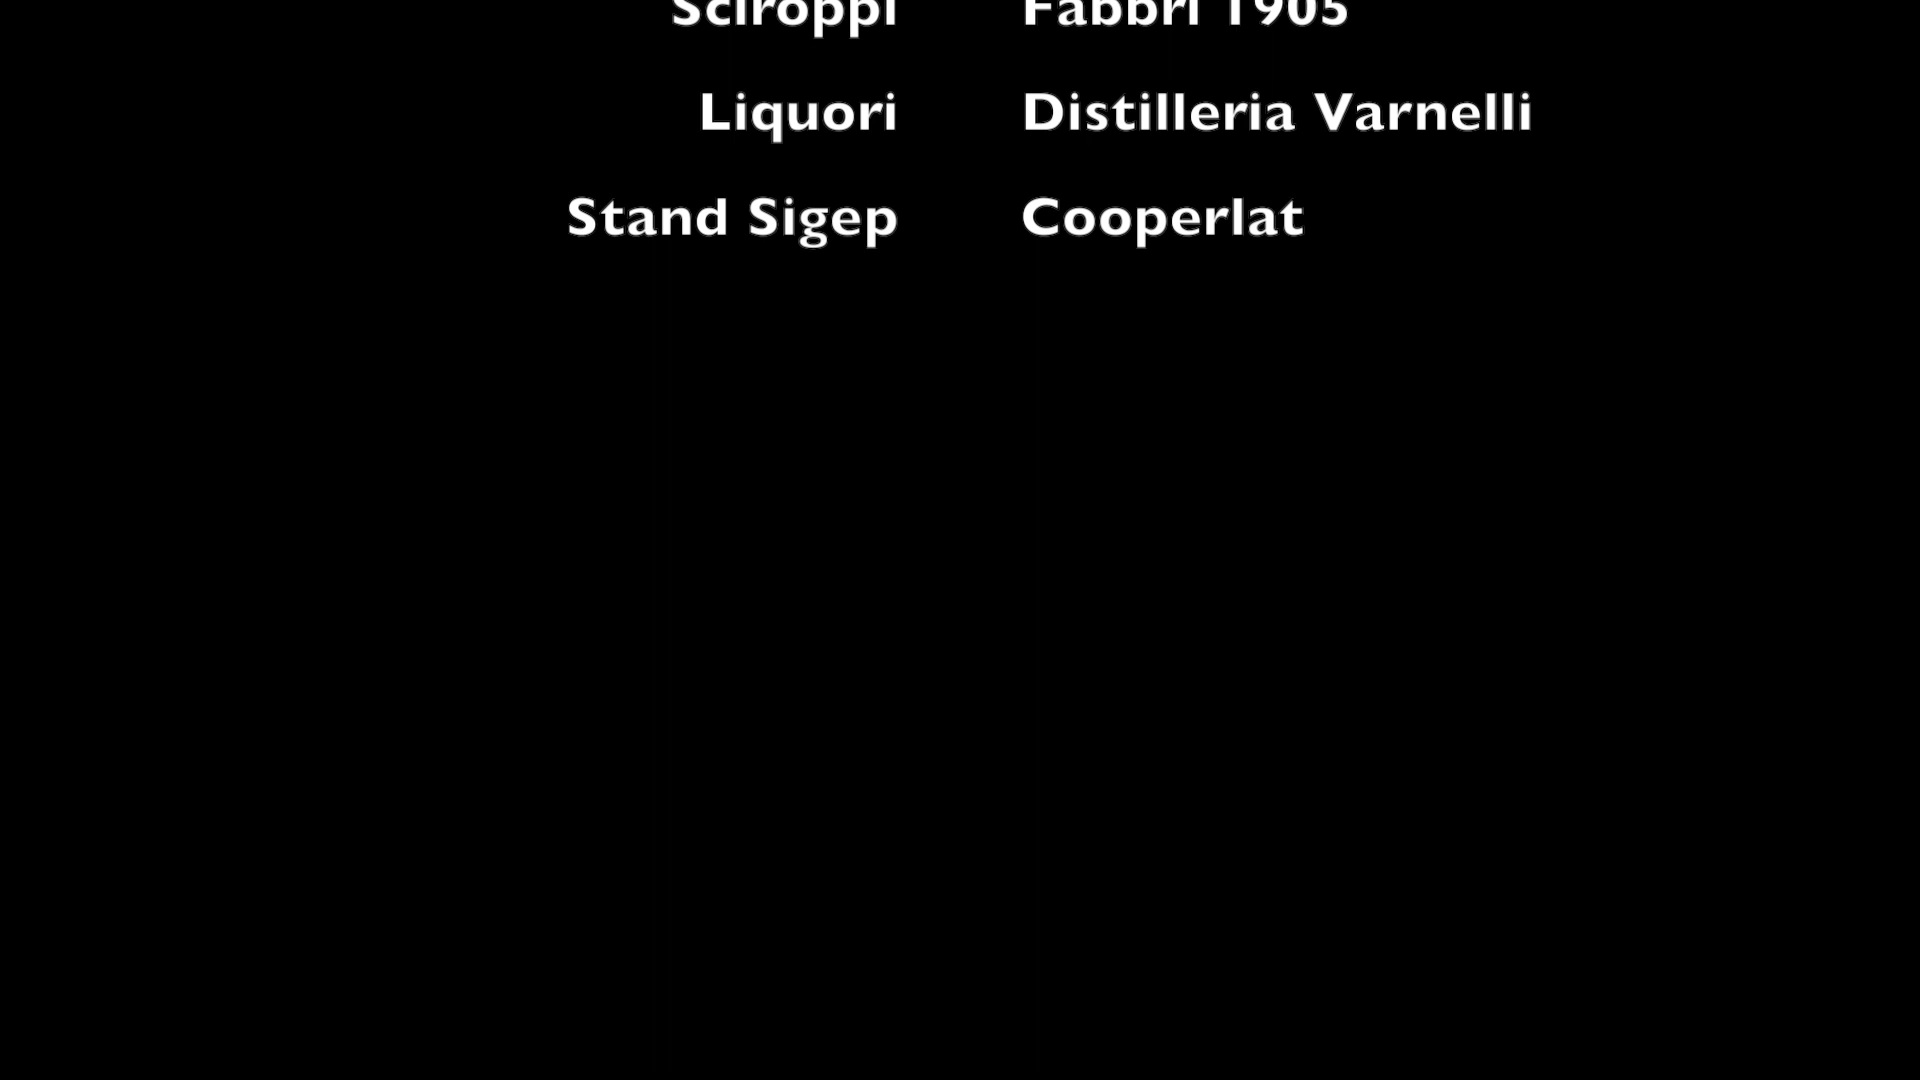 Sciroppi Fabbri 1905
Liquori Distilleria Varnelli
Stand Sigep Cooperlat